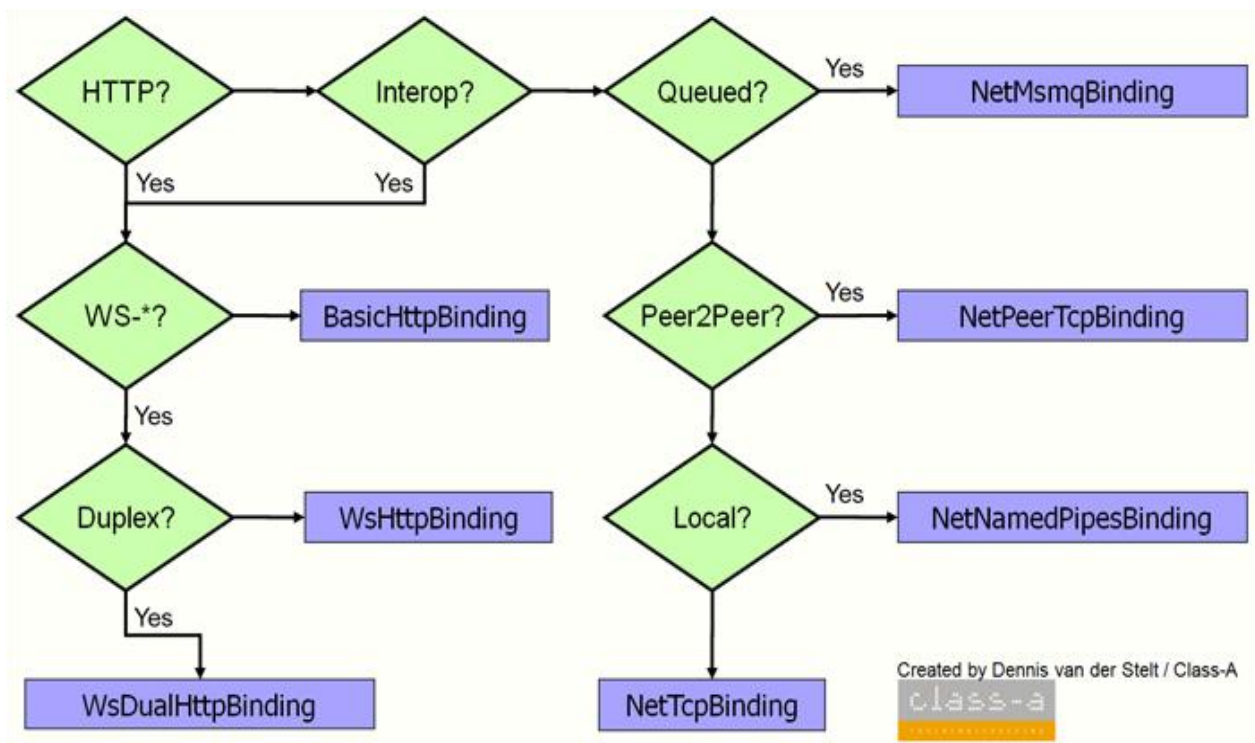 HTTP?
Interop?
Queued?
Yes
NetMsmqBinding
Yes
Yes
WS-*?
BasicHttpBinding
Peer2Peer?
Yes
NetPeerTcpBinding
Yes
Duplex?
WsHttpBinding
Local?
Yes
NetNamedPipesBinding
Yes
WsDualHttpBinding
NetTcpBinding
Created by Dennis van der Stelt / Class-A
class-a